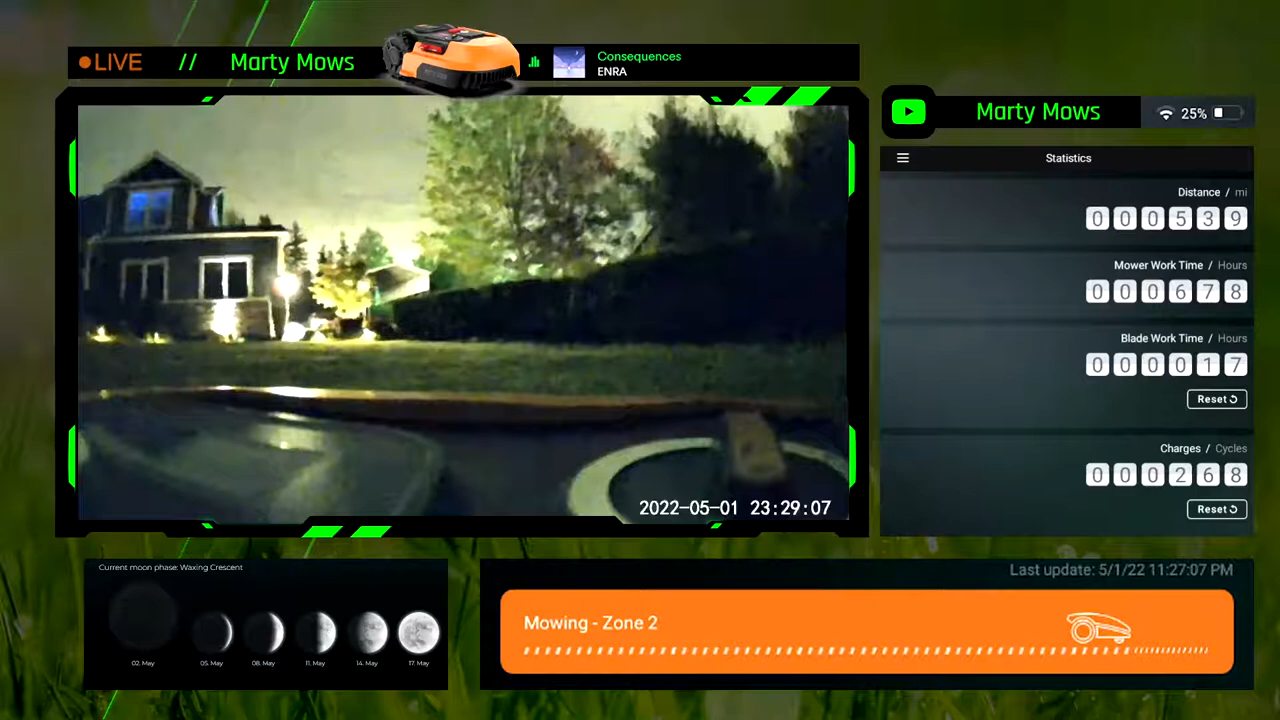 LIVE // Marty Mows
Consequences
ENRA
Marty Mows
25%
Statistics
Distance / mi
000539
Mower Work Time / Hours
000678
Blade Work Time / Hours
000017
Reset
Charges / Cycles
000268
Reset
2022-05-01 23:29:07
Current moon phase: Waxing Crescent
02. May 05. May 08. May 11. May 14. May 17. May
Last update: 5/1/22 11:27:07 PM
Mowing - Zone 2